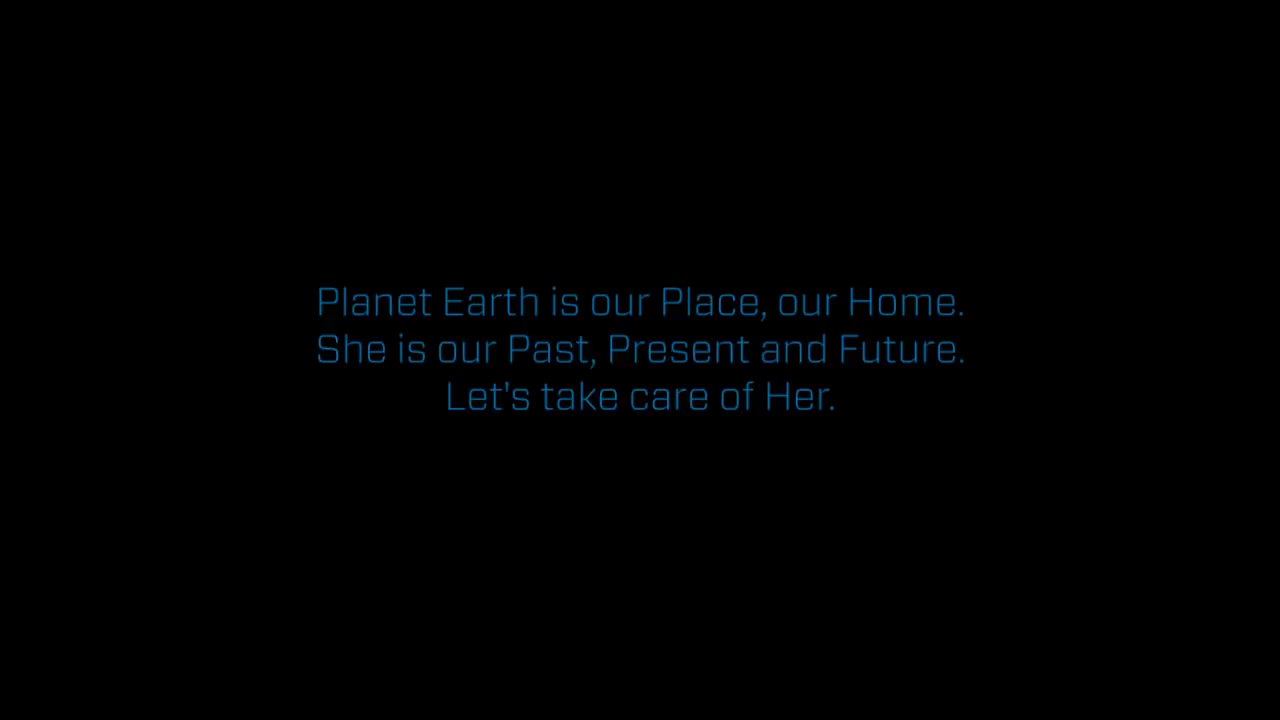 Planet Earth is our Place, our Home.
She is our Past, Present and Future.
Let's take care of Her.